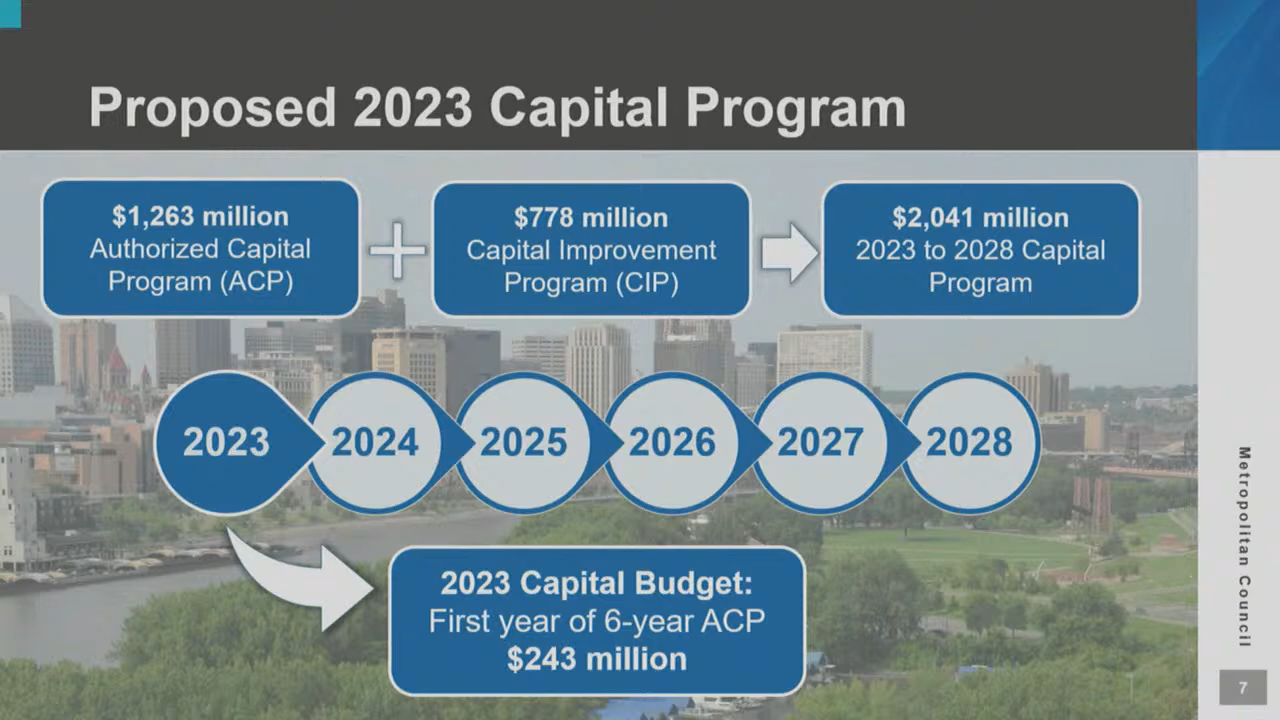 Proposed 2023 Capital Program
$1,263 million
Authorized Capital
Program (ACP)
$778 million
Capital Improvement
Program (CIP)
$2,041 million
2023 to 2028 Capital
Program
2023
2024
2025
2026
2027
2028
2023 Capital Budget:
First year of 6-year ACP
$243 million
Metropolitan Council
7